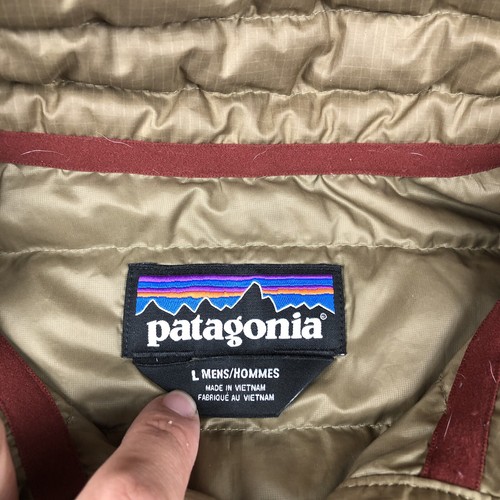 patagonia®
L MENS/HOMMES
MADE IN VIETNAM
FABRIQUÉ AU VIETNAM